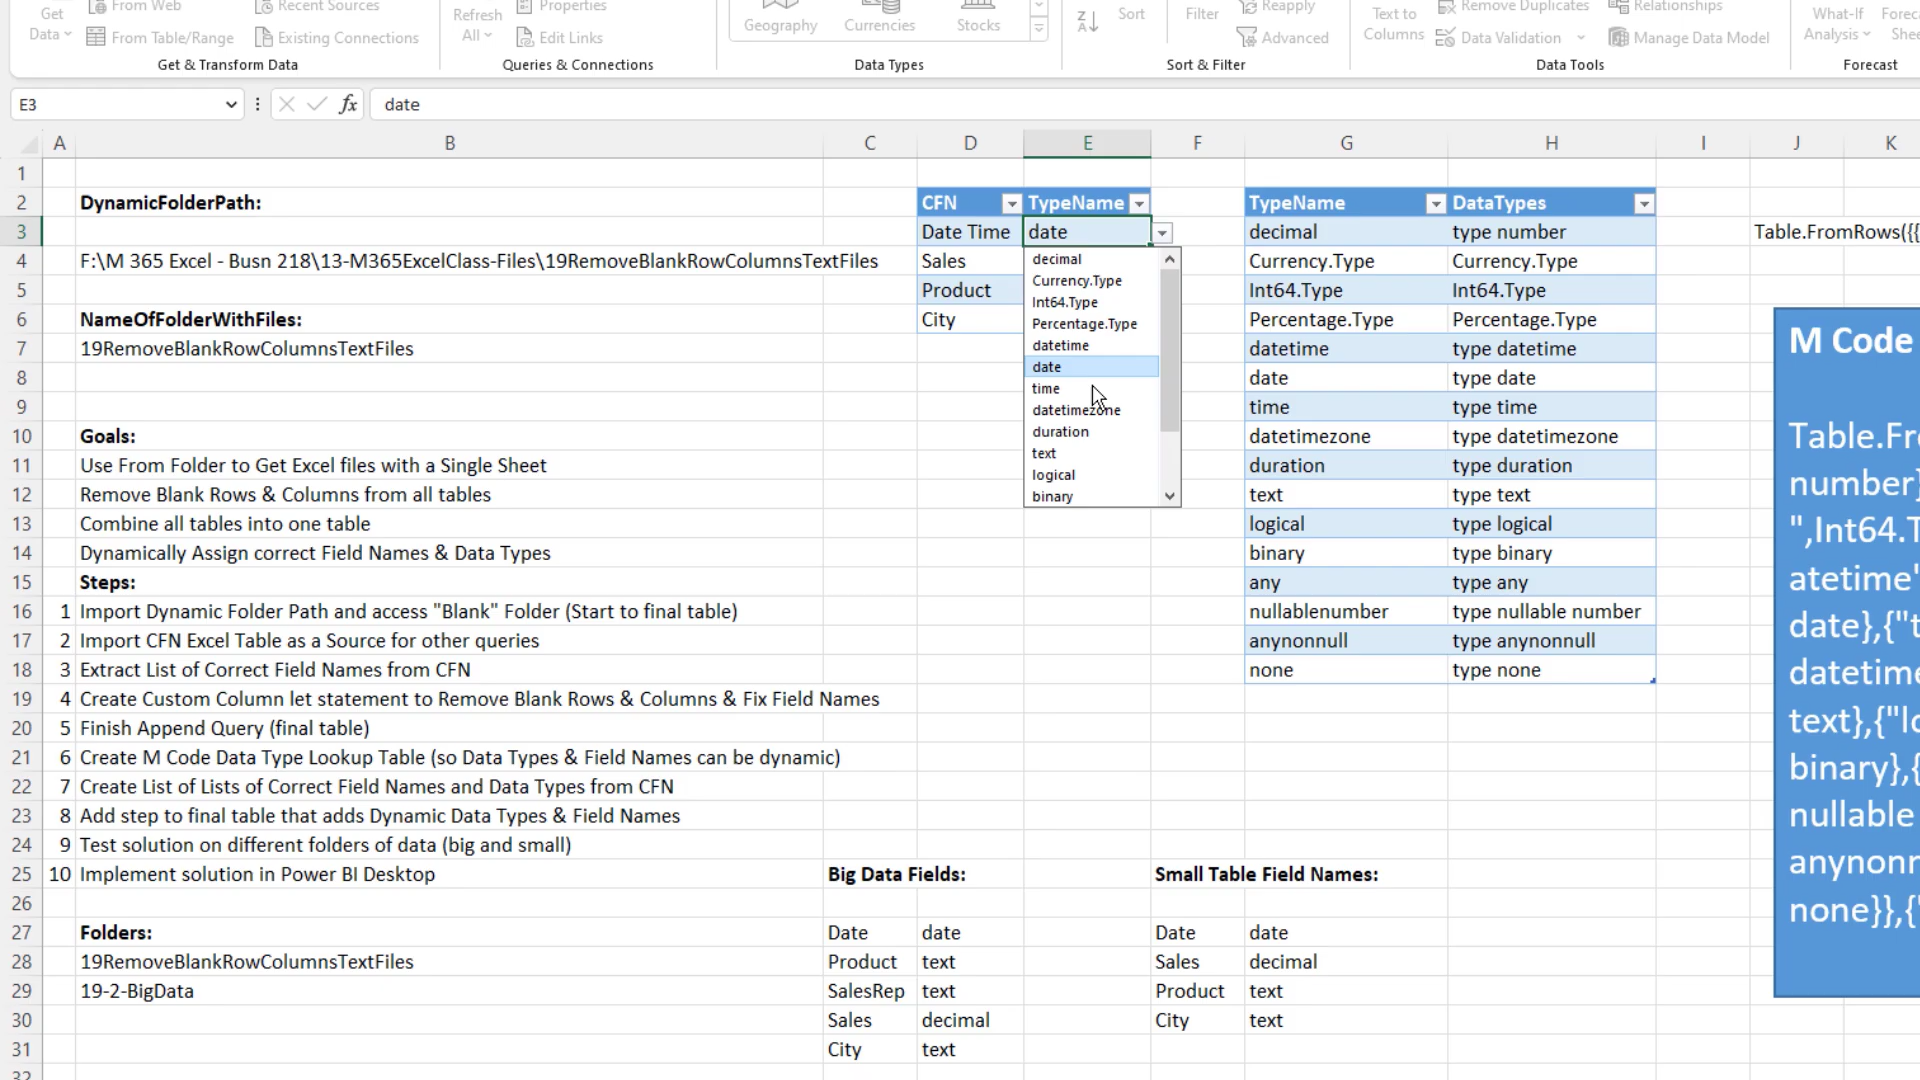 Get
Data
From Web
From Table/Range
Recent Sources
Existing Connections
Get & Transform Data
Refresh
All
Properties
Edit Links
Queries & Connections
Geography
Currencies
Stocks
Data Types
Z
A
Sort
Filter
Reapply
Advanced
Sort & Filter
Text to
Columns
Remove Duplicates
Data Validation
Relationships
Manage Data Model
Data Tools
What-If
Analysis
Forec
Shee
Forecast
E3
fx
date
A B C D E F G H I J K
1
2 DynamicFolderPath: CFN TypeName TypeName DataTypes
3 Date Time date decimal type number Table.FromRows({{
4 F:\M 365 Excel - Busn 218\13-M365ExcelClass-Files\19RemoveBlankRowColumnsTextFiles Sales Currency.Type Currency.Type
5 Product Int64.Type Int64.Type
6 NameOfFolderWithFiles: City Percentage.Type Percentage.Type
7 19RemoveBlankRowColumnsTextFiles datetime type datetime
8 date type date
9 time type time
10 Goals: datetimezone type datetimezone
11 Use From Folder to Get Excel files with a Single Sheet duration type duration
12 Remove Blank Rows & Columns from all tables text type text
13 Combine all tables into one table logical type logical
14 Dynamically Assign correct Field Names & Data Types binary type binary
15 Steps: any type any
16 1 Import Dynamic Folder Path and access "Blank" Folder (Start to final table) nullablenumber type nullable number
17 2 Import CFN Excel Table as a Source for other queries anynonnull type anynonnull
18 3 Extract List of Correct Field Names from CFN none type none
19 4 Create Custom Column let statement to Remove Blank Rows & Columns & Fix Field Names
20 5 Finish Append Query (final table)
21 6 Create M Code Data Type Lookup Table (so Data Types & Field Names can be dynamic)
22 7 Create List of Lists of Correct Field Names and Data Types from CFN
23 8 Add step to final table that adds Dynamic Data Types & Field Names
24 9 Test solution on different folders of data (big and small)
25 10 Implement solution in Power BI Desktop Big Data Fields: Small Table Field Names:
26
27 Folders: Date date Date date
28 19RemoveBlankRowColumnsTextFiles Product text Sales decimal
29 19-2-BigData SalesRep text Product text
30 Sales decimal City text
31 City text
32
decimal
Currency.Type
Int64.Type
Percentage.Type
datetime
date
time
datetimezone
duration
text
logical
binary
M Code
Table.Fr
number}
",Int64.T
atetime"
date},{"t
datetime
text},{"lo
binary},{
nullable
anynonr
none}},{"